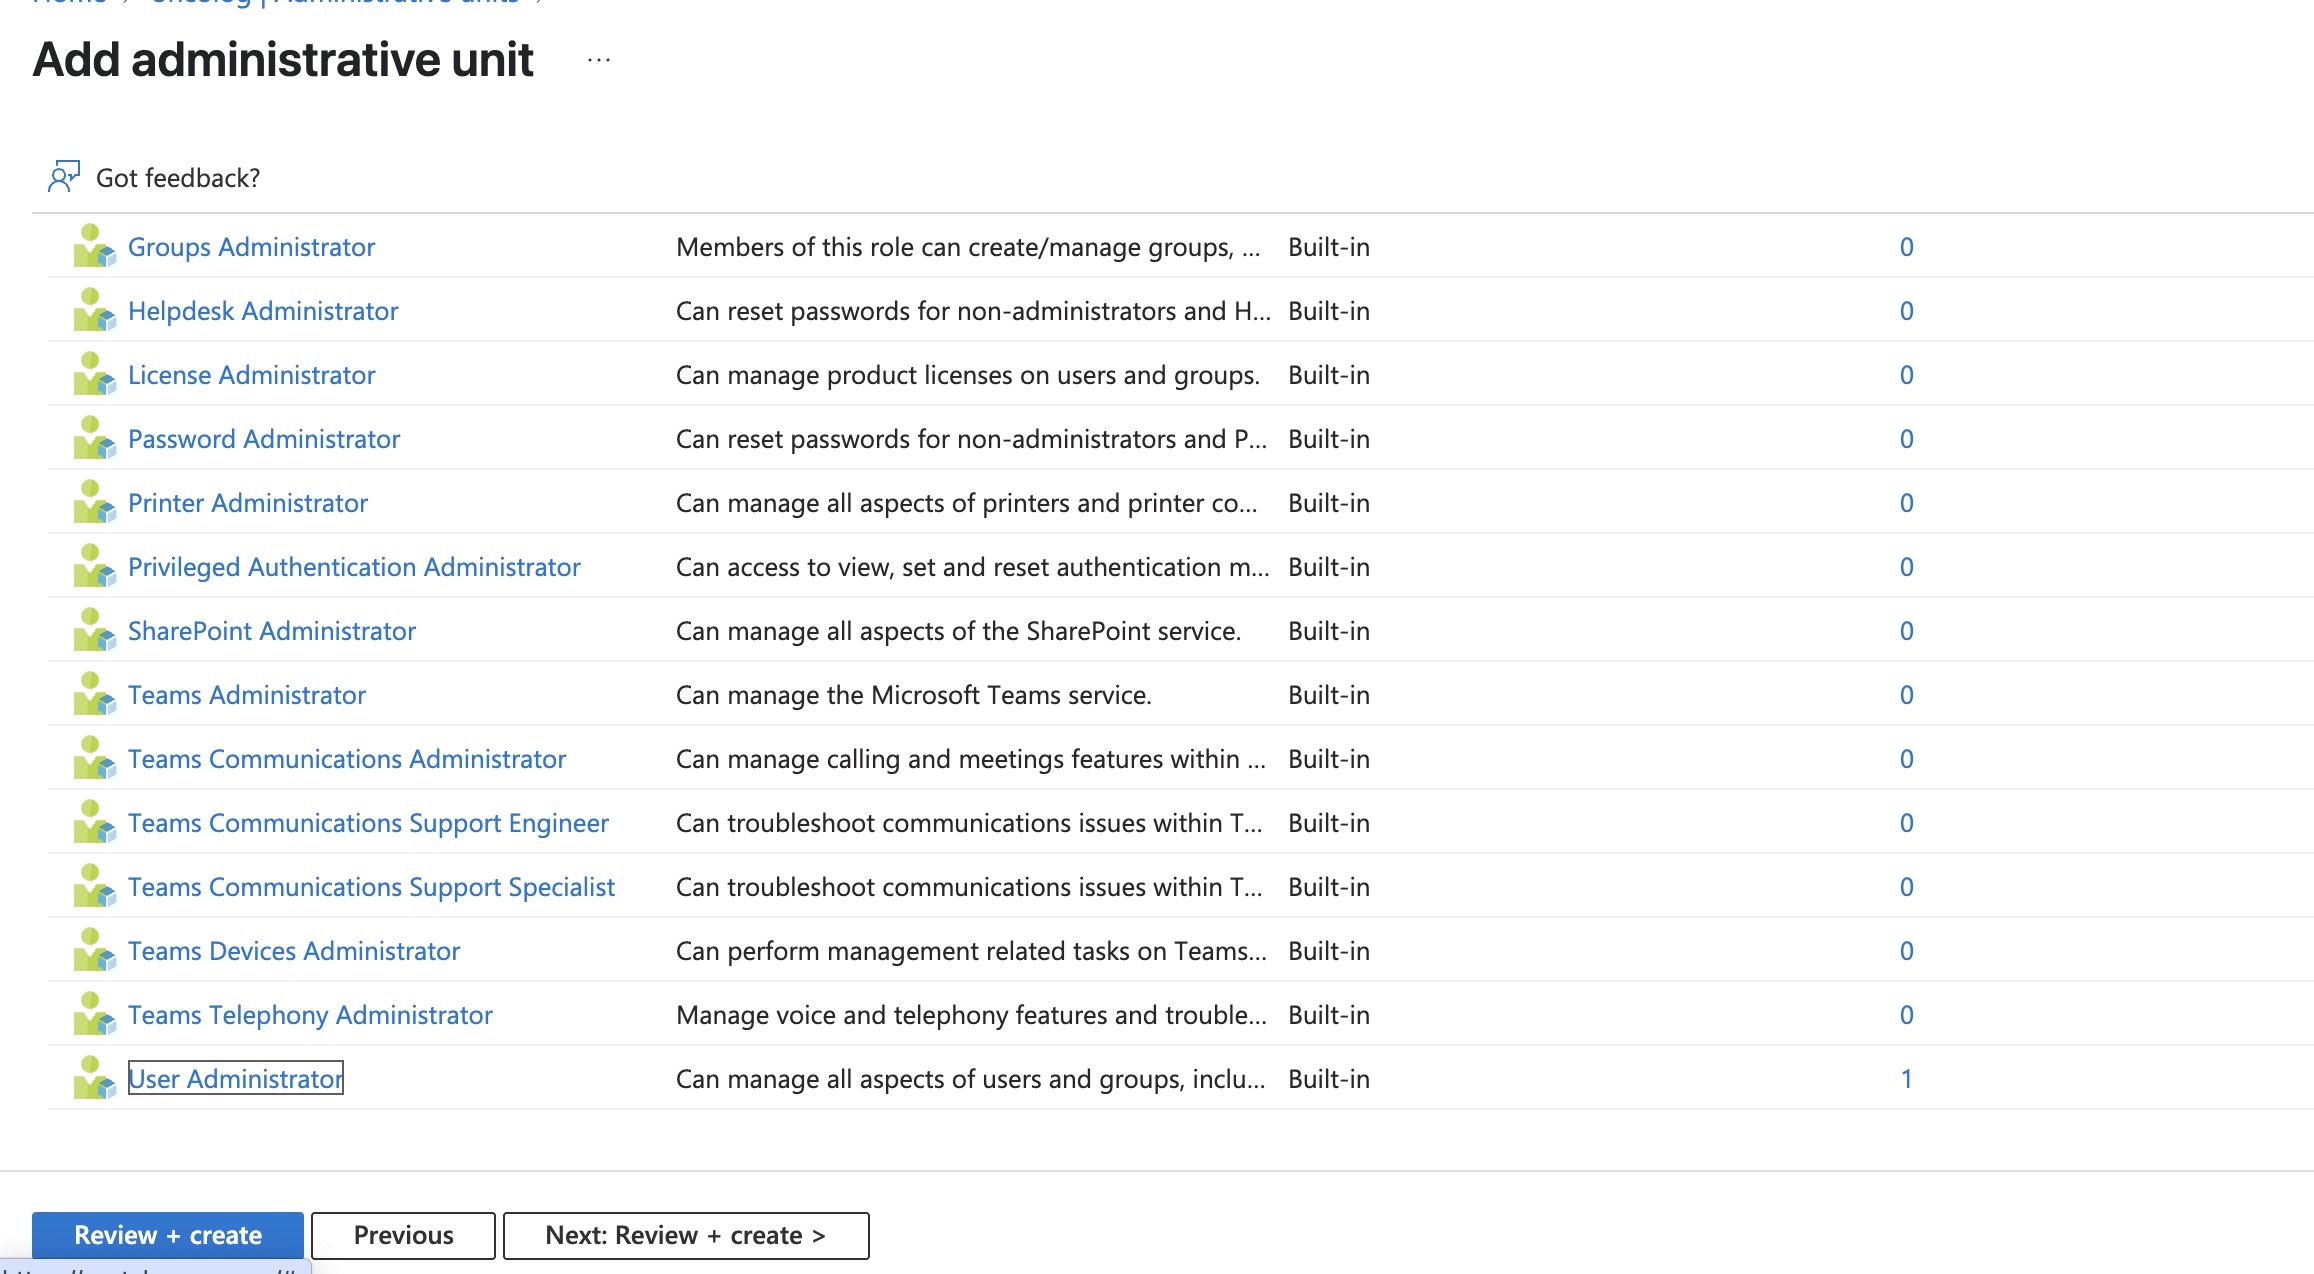 Home > Oncolog | Administrative units >
Add administrative unit ...
Got feedback?
Groups Administrator Members of this role can create/manage groups, ... Built-in 0
Helpdesk Administrator Can reset passwords for non-administrators and H... Built-in 0
License Administrator Can manage product licenses on users and groups. Built-in 0
Password Administrator Can reset passwords for non-administrators and P... Built-in 0
Printer Administrator Can manage all aspects of printers and printer co... Built-in 0
Privileged Authentication Administrator Can access to view, set and reset authentication m... Built-in 0
SharePoint Administrator Can manage all aspects of the SharePoint service. Built-in 0
Teams Administrator Can manage the Microsoft Teams service. Built-in 0
Teams Communications Administrator Can manage calling and meetings features within ... Built-in 0
Teams Communications Support Engineer Can troubleshoot communications issues within T... Built-in 0
Teams Communications Support Specialist Can troubleshoot communications issues within T... Built-in 0
Teams Devices Administrator Can perform management related tasks on Teams... Built-in 0
Teams Telephony Administrator Manage voice and telephony features and trouble... Built-in 0
User Administrator Can manage all aspects of users and groups, inclu... Built-in 1
Review + create Previous Next: Review + create >